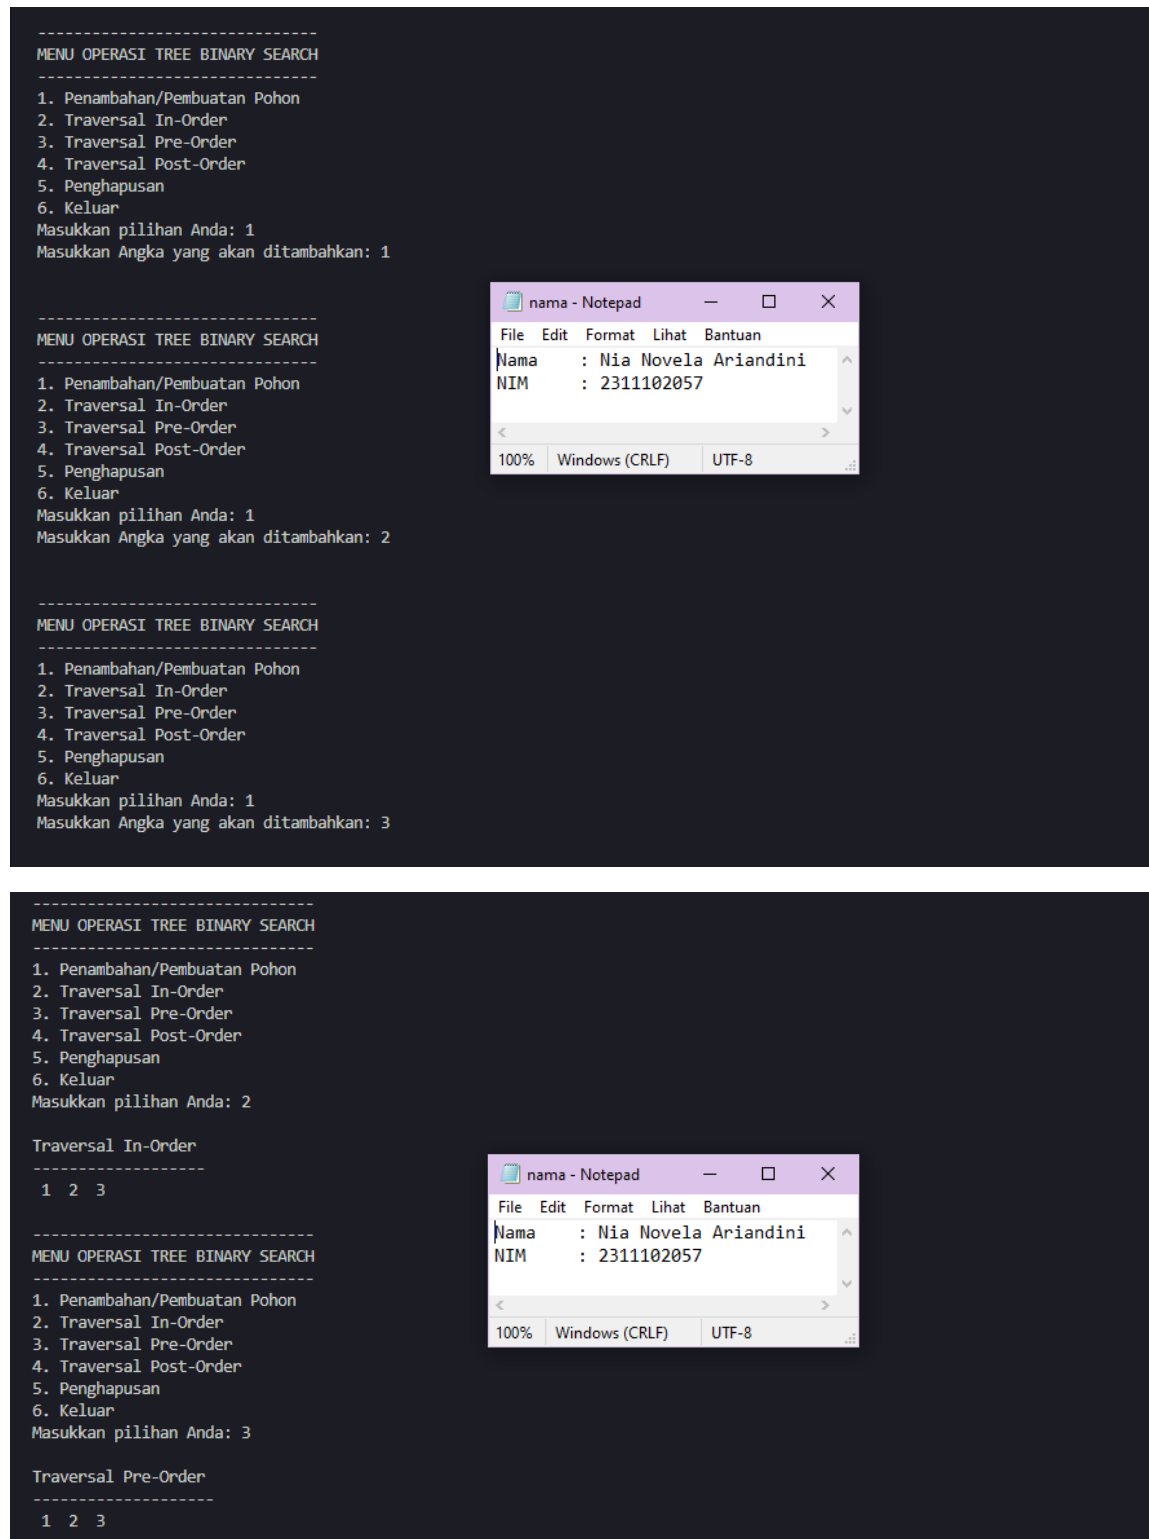 -------------------------------
MENU OPERASI TREE BINARY SEARCH
-------------------------------
1. Penambahan/Pembuatan Pohon
2. Traversal In-Order
3. Traversal Pre-Order
4. Traversal Post-Order
5. Penghapusan
6. Keluar
Masukkan pilihan Anda: 1
Masukkan Angka yang akan ditambahkan: 1
-------------------------------
MENU OPERASI TREE BINARY SEARCH
-------------------------------
1. Penambahan/Pembuatan Pohon
2. Traversal In-Order
3. Traversal Pre-Order
4. Traversal Post-Order
5. Penghapusan
6. Keluar
Masukkan pilihan Anda: 1
Masukkan Angka yang akan ditambahkan: 2
-------------------------------
MENU OPERASI TREE BINARY SEARCH
-------------------------------
1. Penambahan/Pembuatan Pohon
2. Traversal In-Order
3. Traversal Pre-Order
4. Traversal Post-Order
5. Penghapusan
6. Keluar
Masukkan pilihan Anda: 1
Masukkan Angka yang akan ditambahkan: 3
nama - Notepad
File Edit Format Lihat Bantuan
Nama : Nia Novela Ariandini
NIM : 2311102057
100% Windows (CRLF) UTF-8
-------------------------------
MENU OPERASI TREE BINARY SEARCH
-------------------------------
1. Penambahan/Pembuatan Pohon
2. Traversal In-Order
3. Traversal Pre-Order
4. Traversal Post-Order
5. Penghapusan
6. Keluar
Masukkan pilihan Anda: 2
Traversal In-Order
-------------------
1 2 3
-------------------------------
MENU OPERASI TREE BINARY SEARCH
-------------------------------
1. Penambahan/Pembuatan Pohon
2. Traversal In-Order
3. Traversal Pre-Order
4. Traversal Post-Order
5. Penghapusan
6. Keluar
Masukkan pilihan Anda: 3
Traversal Pre-Order
--------------------
1 2 3
nama - Notepad
File Edit Format Lihat Bantuan
Nama : Nia Novela Ariandini
NIM : 2311102057
100% Windows (CRLF) UTF-8